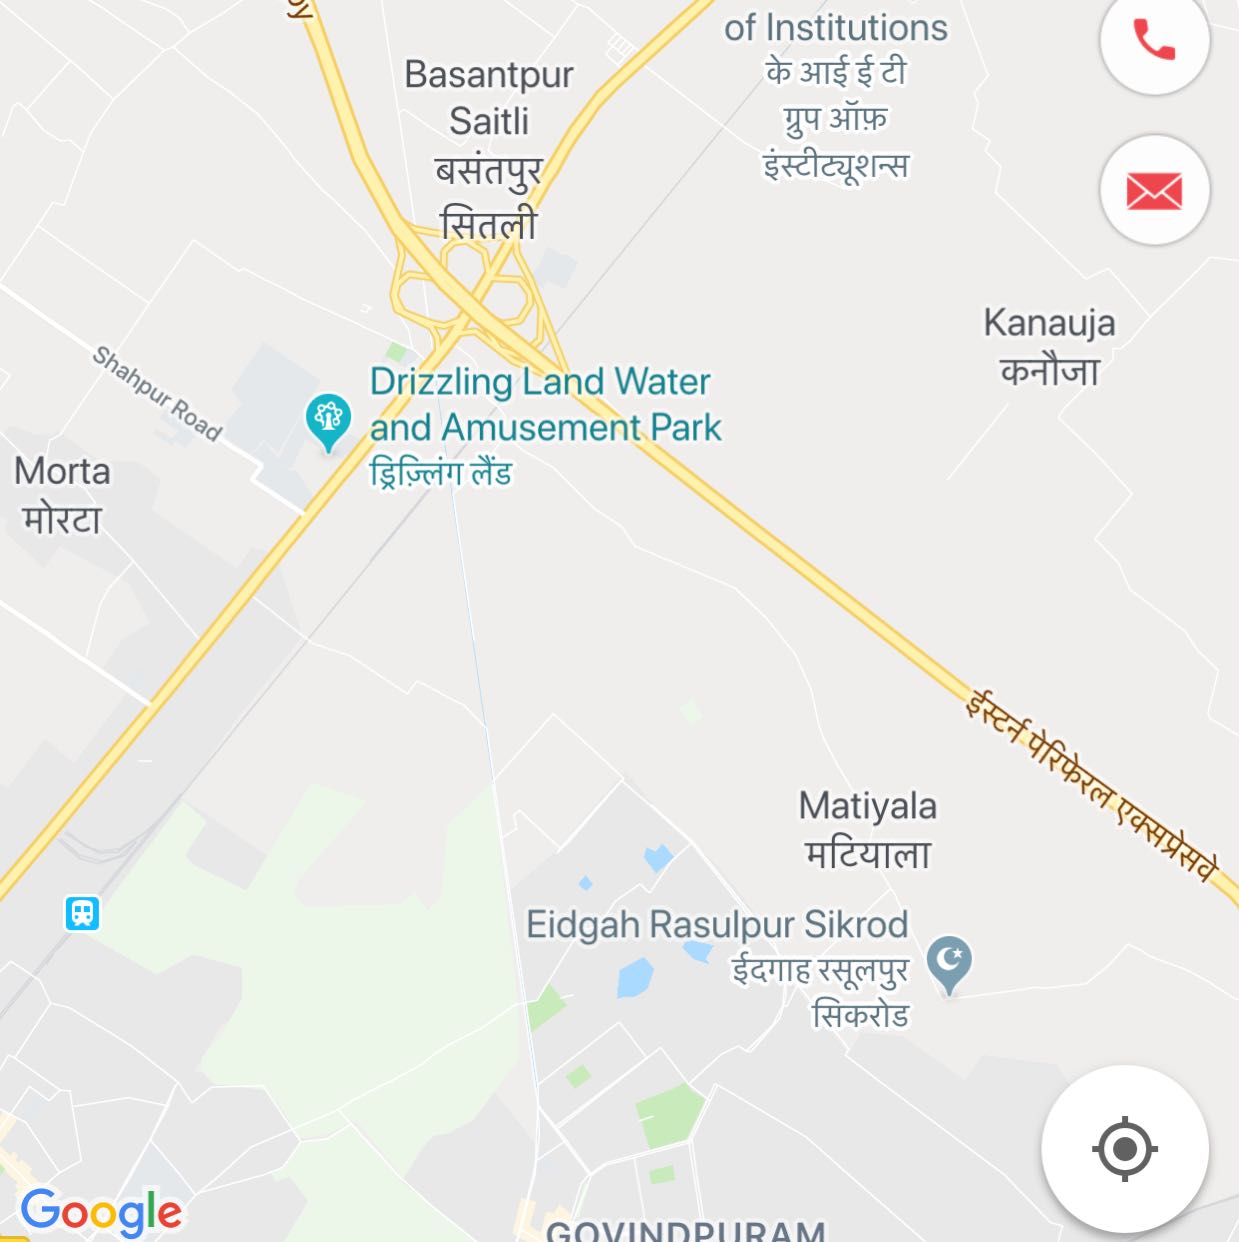 of Institutions
के आई ई टी
ग्रुप ऑफ़
इंस्टीट्यूशन्स
Basantpur
Saitli
बसंतपुर
सितली
Kanauja
कनौजा
Shahpur Road
Drizzling Land Water
and Amusement Park
ड्रिज़्लिंग लैंड
Morta
मोरटा
ईस्टर्न पेरिफेरल एक्सप्रेसवे
Matiyala
मटियाला
Eidgah Rasulpur Sikrod
ईदगाह रसूलपुर
सिकरोड
Google
GOVINDPURAM